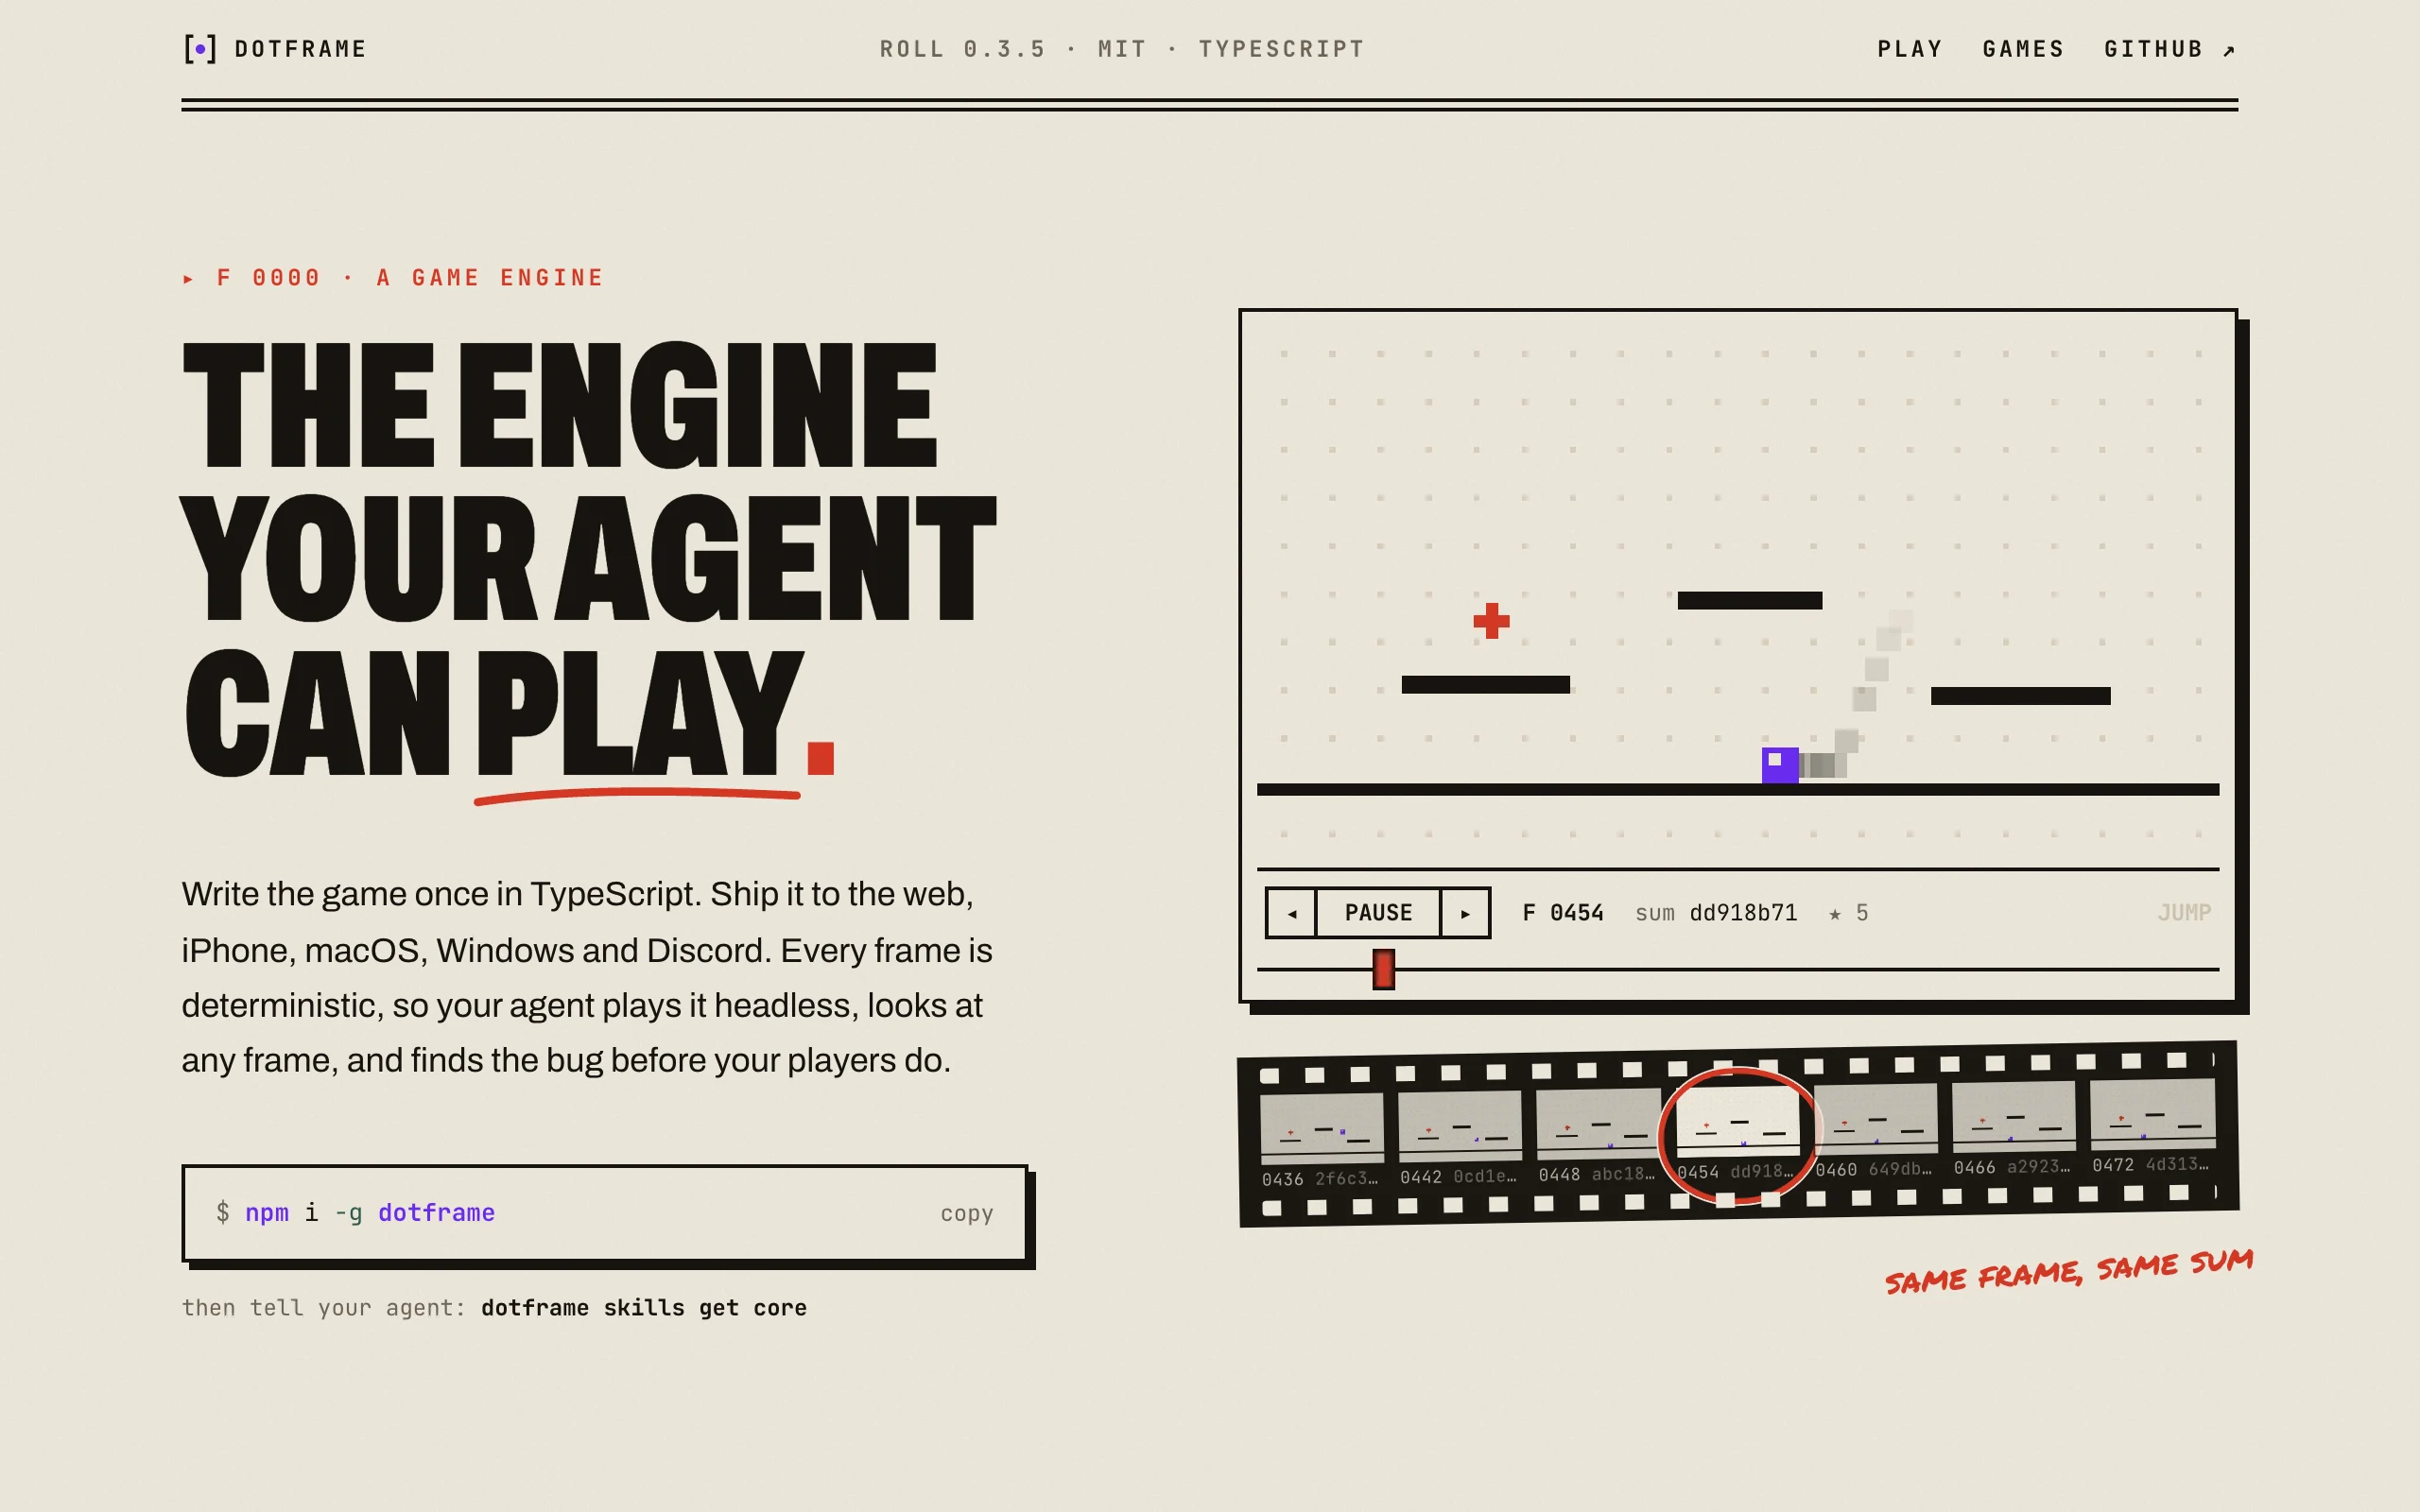 [•] DOTFRAME
ROLL 0.3.5 · MIT · TYPESCRIPT
PLAY GAMES GITHUB ↗
▸ F 0000 · A GAME ENGINE
THE ENGINE
YOUR AGENT
CAN PLAY.
Write the game once in TypeScript. Ship it to the web,
iPhone, macOS, Windows and Discord. Every frame is
deterministic, so your agent plays it headless, looks at
any frame, and finds the bug before your players do.
$ npm i -g dotframe copy
then tell your agent: dotframe skills get core
◂ PAUSE ▸ F 0454 sum dd918b71 ★ 5 JUMP
0436 2f6c3… 0442 0cd1e… 0448 abc18… 0454 dd918… 0460 649db… 0466 a2923… 0472 4d313…
SAME FRAME, SAME SUM